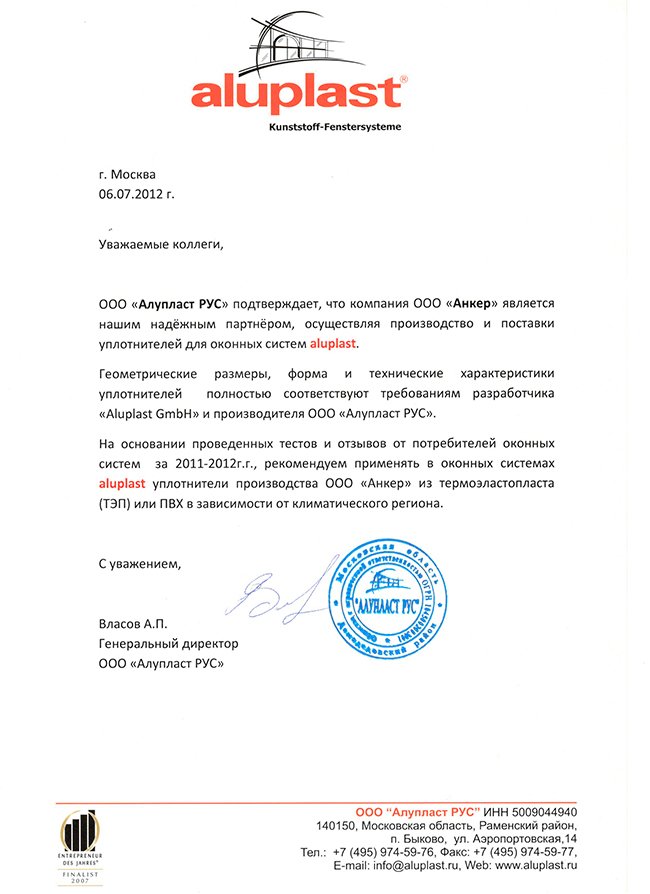 aluplast®
Kunststoff-Fenstersysteme
г. Москва
06.07.2012 г.
Уважаемые коллеги,
ООО «Алупласт РУС» подтверждает, что компания ООО «Анкер» является
нашим надёжным партнёром, осуществляя производство и поставки
уплотнителей для оконных систем aluplast.
Геометрические размеры, форма и технические характеристики
уплотнителей полностью соответствуют требованиям разработчика
«Aluplast GmbH» и производителя ООО «Алупласт РУС».
На основании проведенных тестов и отзывов от потребителей оконных
систем за 2011-2012г.г., рекомендуем применять в оконных системах
aluplast уплотнители производства ООО «Анкер» из термоэластопласта
(ТЭП) или ПВХ в зависимости от климатического региона.
С уважением,
Московская область
ответственностью ОГРН
"АЛУПЛАСТ РУС"
Домодедовский район
Власов А.П.
Генеральный директор
ООО «Алупласт РУС»
ООО "Алупласт РУС" ИНН 5009044940
140150, Московская область, Раменский район,
п. Быково, ул. Аэропортовская,14
Тел.: +7 (495) 974-59-76, Факс: +7 (495) 974-59-77,
E-mail: info@aluplast.ru, Web: www.aluplast.ru
ENTREPRENEUR
DES JAHRES
FINALIST
2007